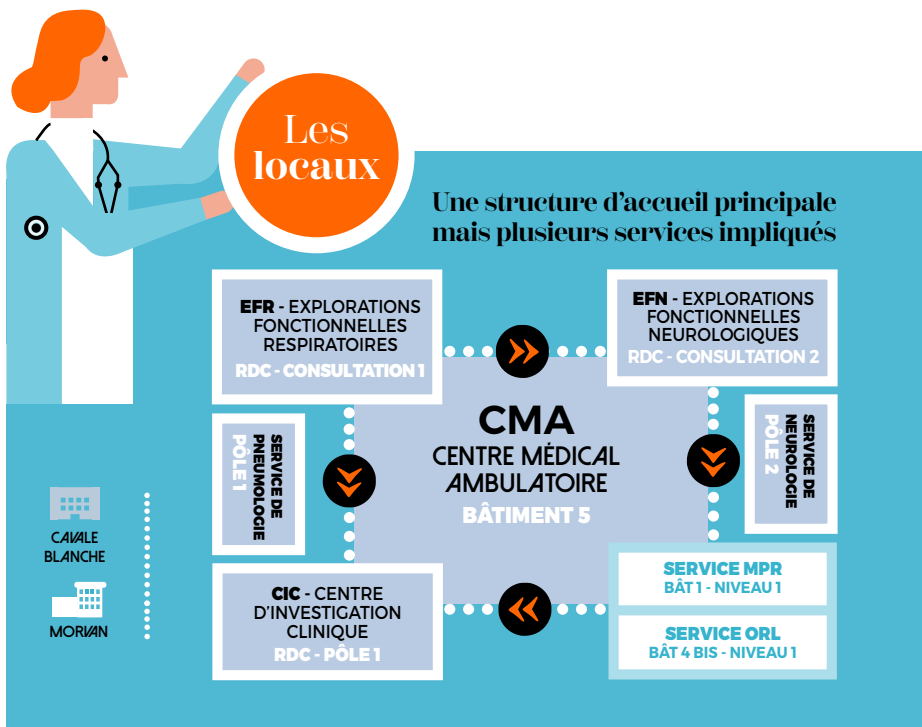 Les
locaux
Une structure d'accueil principale
mais plusieurs services impliqués
EFR - EXPLORATIONS
FONCTIONNELLES
RESPIRATOIRES
RDC - CONSULTATION 1
EFN - EXPLORATIONS
FONCTIONNELLES
NEUROLOGIQUES
RDC - CONSULTATION 2
SERVICE DE
PNEUMOLOGIE
PÔLE 1
CMA
CENTRE MÉDICAL
AMBULATOIRE
BÂTIMENT 5
SERVICE DE
NEUROLOGIE
PÔLE 2
CAVALE
BLANCHE
MORVAN
CIC - CENTRE
D'INVESTIGATION
CLINIQUE
RDC - PÔLE 1
SERVICE MPR
BÂT 1 - NIVEAU 1
SERVICE ORL
BÂT 4 BIS - NIVEAU 1